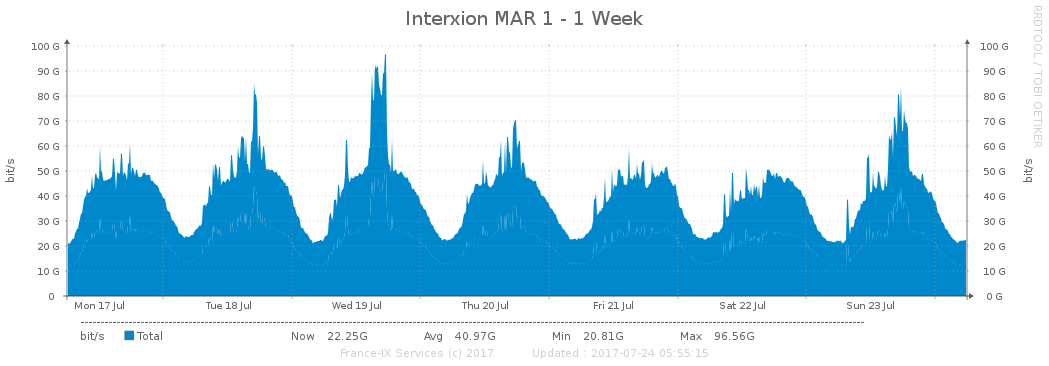 Interxion MAR 1 - 1 Week
RRDTOOL / TOBI OETIKER
bit/s
100 G 100 G
90 G 90 G
80 G 80 G
70 G 70 G
60 G 60 G
50 G 50 G
40 G 40 G
30 G 30 G
20 G 20 G
10 G 10 G
0 0 G
bit/s
Mon 17 Jul Tue 18 Jul Wed 19 Jul Thu 20 Jul Fri 21 Jul Sat 22 Jul Sun 23 Jul
bit/s Total Now 22.25G Avg 40.97G Min 20.81G Max 96.56G
France-IX Services (c) 2017 Updated : 2017-07-24 05:55:15